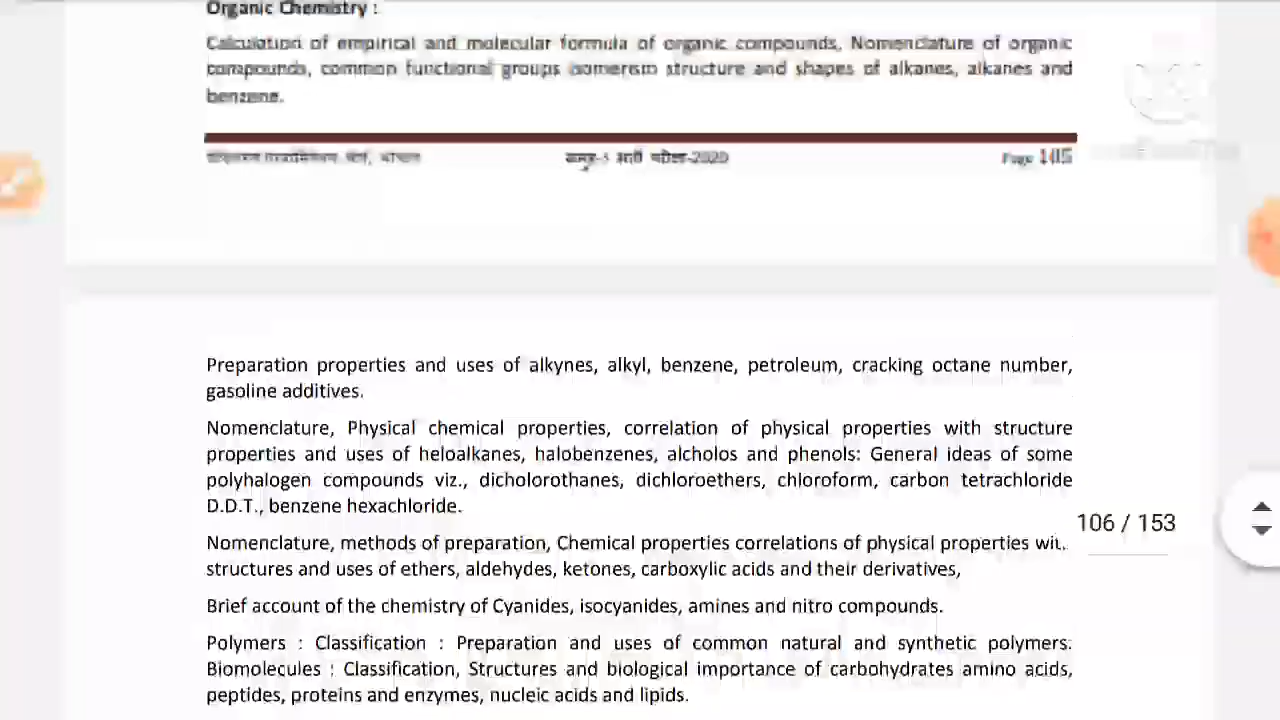 Organic Chemistry :
Calculation of empirical and molecular formula of organic compounds, Nomenclature of organic
compounds, common functional groups isomerism structure and shapes of alkanes, alkanes and
benzene.
2020
Page 105
Preparation properties and uses of alkynes, alkyl, benzene, petroleum, cracking octane number,
gasoline additives.
Nomenclature, Physical chemical properties, correlation of physical properties with structure
properties and uses of heloalkanes, halobenzenes, alcholos and phenols: General ideas of some
polyhalogen compounds viz., dicholorothanes, dichloroethers, chloroform, carbon tetrachloride
D.D.T., benzene hexachloride.
106 / 153
Nomenclature, methods of preparation, Chemical properties correlations of physical properties wit
structures and uses of ethers, aldehydes, ketones, carboxylic acids and their derivatives,
Brief account of the chemistry of Cyanides, isocyanides, amines and nitro compounds.
Polymers : Classification : Preparation and uses of common natural and synthetic polymers.
Biomolecules : Classification, Structures and biological importance of carbohydrates amino acids,
peptides, proteins and enzymes, nucleic acids and lipids.